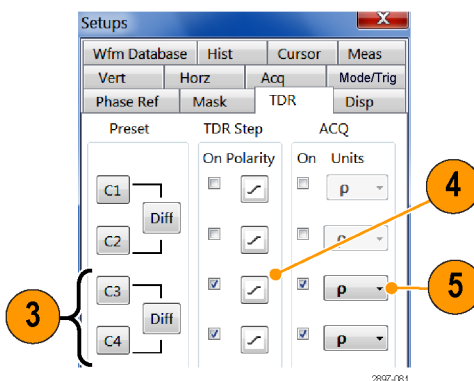 Setups
X
Wfm Database Hist Cursor Meas
Vert Horz Acq Mode/Trig
Phase Ref Mask TDR Disp
Preset TDR Step ACQ
On Polarity On Units
C1 ρ
Diff
C2 ρ
4
C3 ρ
3 Diff 5
C4 ρ
2897-081